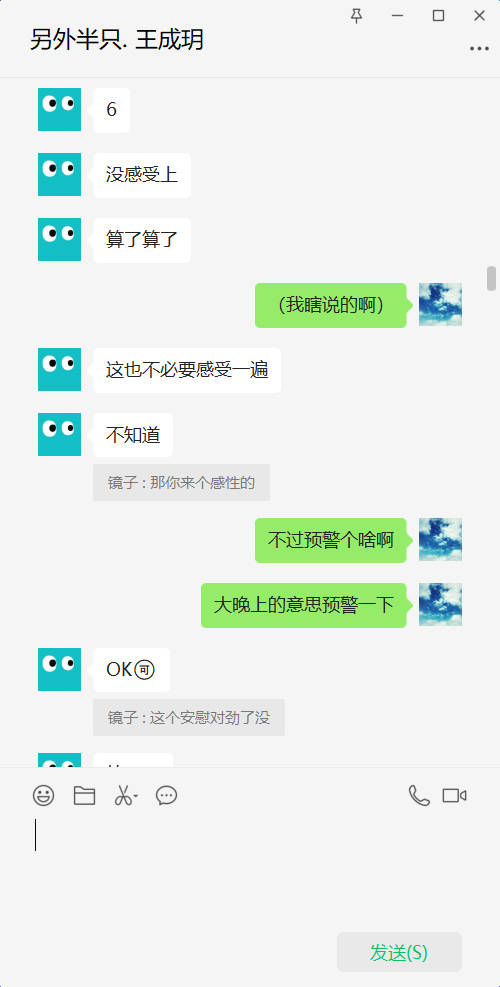 另外半只. 王成玥
6
没感受上
算了算了
（我瞎说的啊）
这也不必要感受一遍
不知道
镜子 : 那你来个感性的
不过预警个啥啊
大晚上的意思预警一下
OK🉑
镜子 : 这个安慰对劲了没
发送(S)